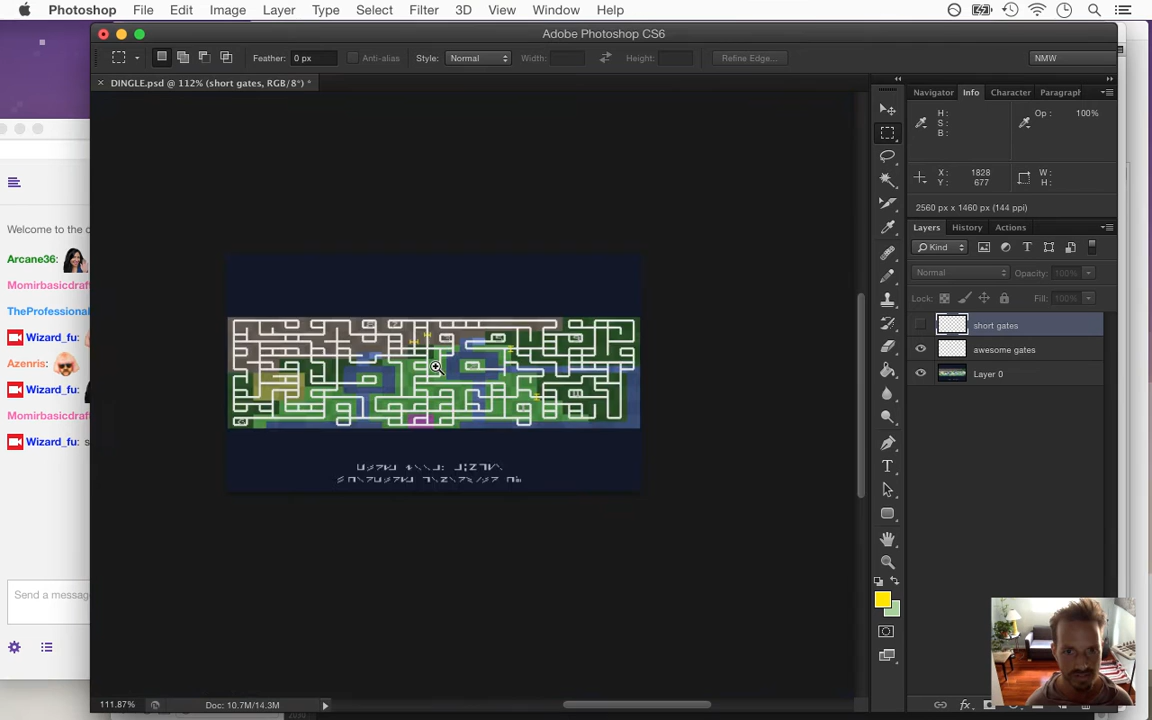 Photoshop File Edit Image Layer Type Select Filter 3D View Window Help
Adobe Photoshop CS6
Feather: 0 px Anti-alias Style: Normal Width: Height: Refine Edge... NMW
DINGLE.psd @ 112% (short gates, RGB/8*) *
Navigator Info Character Paragraph
H: Op: 100%
S:
B:
X: 1828 W:
Y: 677 H:
2560 px x 1460 px (144 ppi)
Layers History Actions
Kind
Normal Opacity: 100%
Lock: Fill: 100%
short gates
awesome gates
Layer 0
Welcome to the c
Arcane36:
Momirbasicdraf
TheProfessional
Wizard_fu:
Azenris:
Wizard_fu:
Momirbasicdraft
Wizard_fu: s
Send a messag
111.87% Doc: 10.7M/14.3M